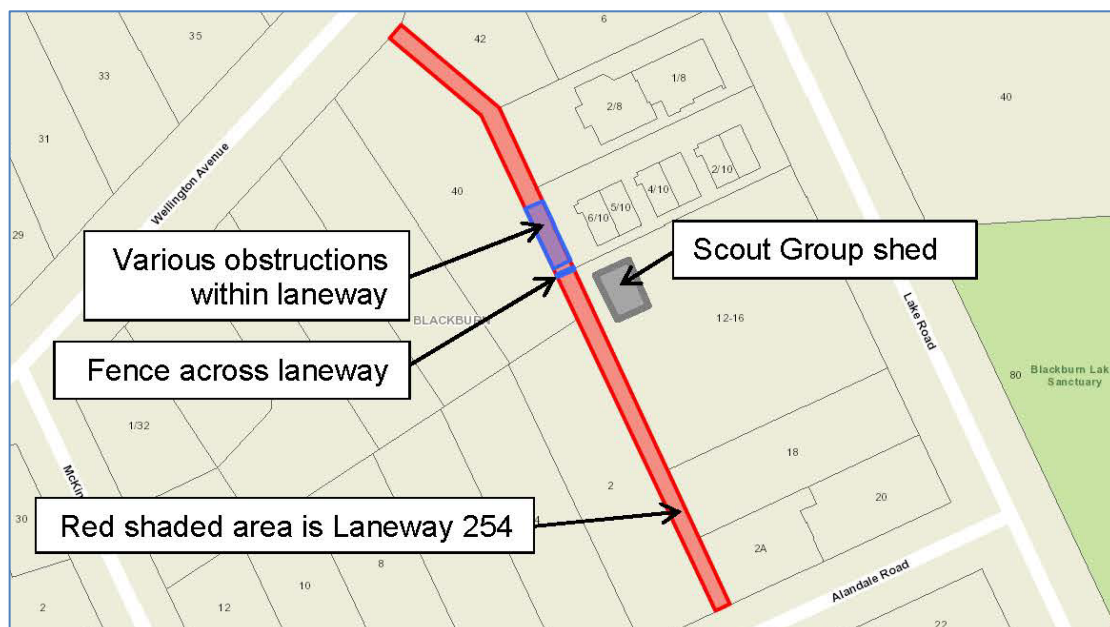 35
42
6
33
1/8
2/8
40
31
Wellington Avenue
40
2/10
4/10
5/10
6/10
29
Various obstructions
within laneway
Scout Group shed
BLACKBURN
12-16
Lake Road
Fence across laneway
80
Blackburn Lake
Sanctuary
1/32
18
2
20
30
Red shaded area is Laneway 254
4
2A
8
10
Alandale Road
2
12
22